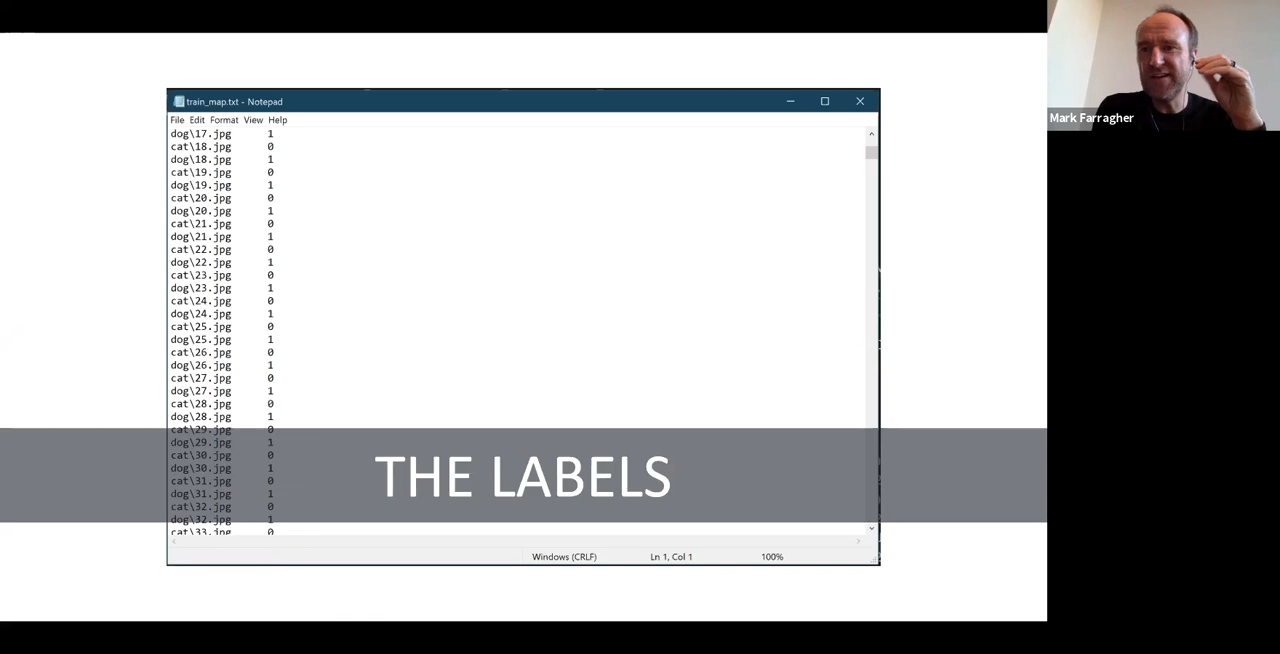 train_map.txt - Notepad
File Edit Format View Help
dog\17.jpg 1
cat\18.jpg 0
dog\18.jpg 1
cat\19.jpg 0
dog\19.jpg 1
cat\20.jpg 0
dog\20.jpg 1
cat\21.jpg 0
dog\21.jpg 1
cat\22.jpg 0
dog\22.jpg 1
cat\23.jpg 0
dog\23.jpg 1
cat\24.jpg 0
dog\24.jpg 1
cat\25.jpg 0
dog\25.jpg 1
cat\26.jpg 0
dog\26.jpg 1
cat\27.jpg 0
dog\27.jpg 1
cat\28.jpg 0
dog\28.jpg 1
cat\29.jpg 0
dog\29.jpg 1
cat\30.jpg 0
dog\30.jpg 1
cat\31.jpg 0
dog\31.jpg 1
cat\32.jpg 0
dog\32.jpg 1
cat\33.jpg 0
THE LABELS
Windows (CRLF) Ln 1, Col 1 100%
Mark Farragher